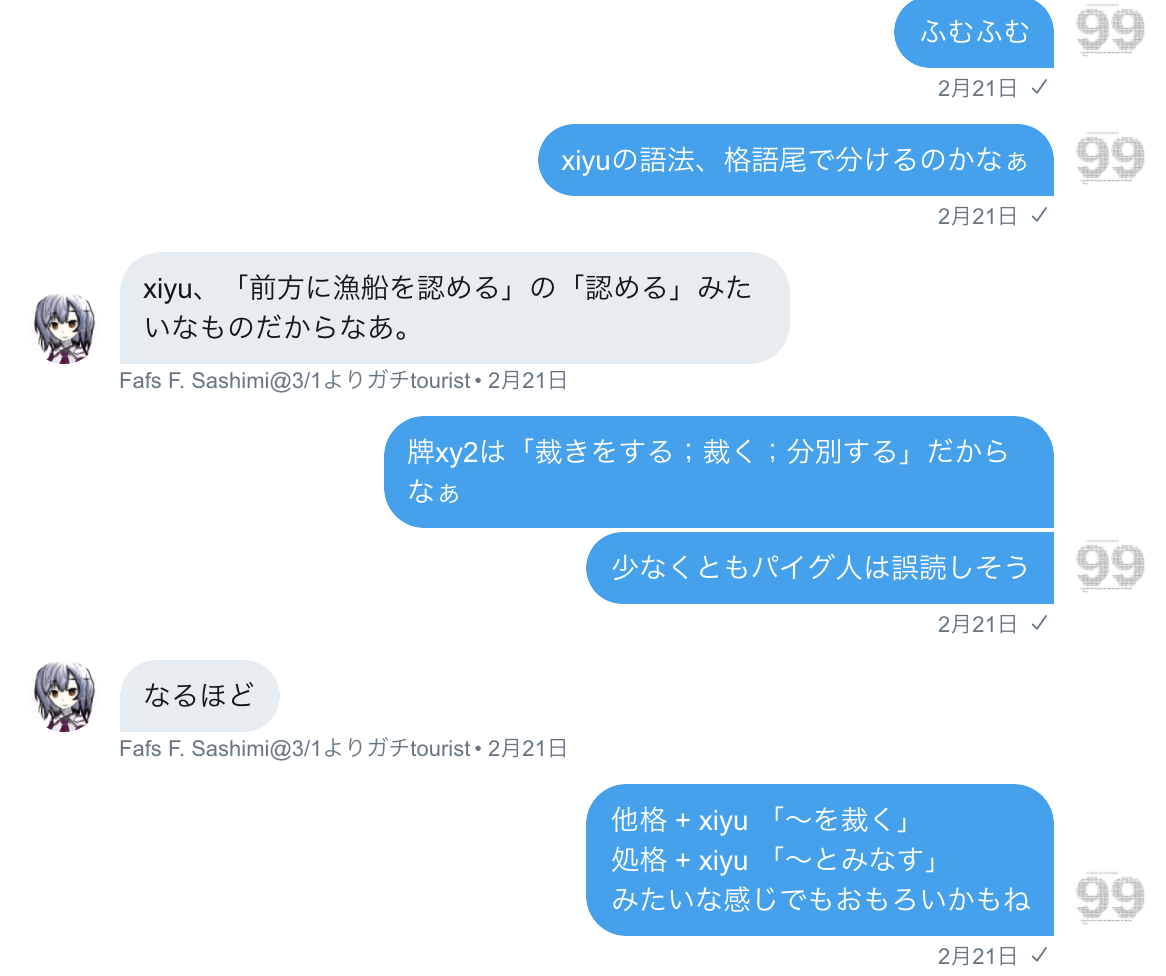 ふむふむ
99
2月21日 ✓
xiyuの語法、格語尾で分けるのかなぁ
99
2月21日 ✓
xiyu、「前方に漁船を認める」の「認める」みた
いなものだからなあ。
Fafs F. Sashimi@3/1よりガチtourist • 2月21日
牌xy2は「裁きをする；裁く；分別する」だから
なぁ
少なくともパイグ人は誤読しそう
99
2月21日 ✓
なるほど
Fafs F. Sashimi@3/1よりガチtourist • 2月21日
他格 + xiyu 「〜を裁く」
処格 + xiyu 「〜とみなす」
みたいな感じでもおもろいかもね
99
2月21日 ✓